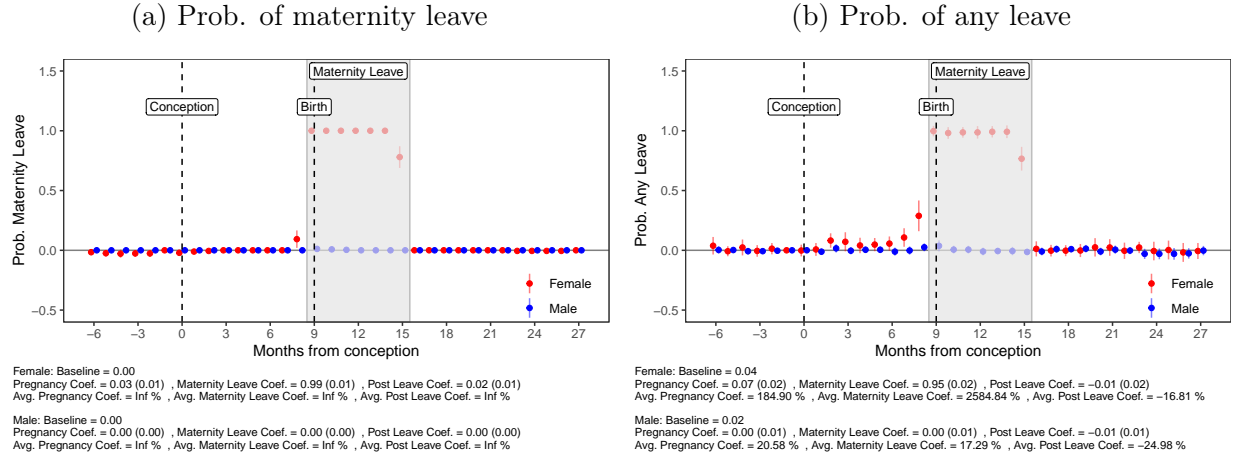 (a) Prob. of maternity leave
1.5
1.0
0.5
0.0
−0.5
Prob. Maternity Leave
Maternity Leave
Conception
Birth
Female
Male
−6 −3 0 3 6 9 12 15 18 21 24 27
Months from conception
Female: Baseline = 0.00
Pregnancy Coef. = 0.03 (0.01) , Maternity Leave Coef. = 0.99 (0.01) , Post Leave Coef. = 0.02 (0.01)
Avg. Pregnancy Coef. = Inf % , Avg. Maternity Leave Coef. = Inf % , Avg. Post Leave Coef. = Inf %
Male: Baseline = 0.00
Pregnancy Coef. = 0.00 (0.00) , Maternity Leave Coef. = 0.00 (0.00) , Post Leave Coef. = 0.00 (0.00)
Avg. Pregnancy Coef. = Inf % , Avg. Maternity Leave Coef. = Inf % , Avg. Post Leave Coef. = Inf %
(b) Prob. of any leave
1.5
1.0
0.5
0.0
−0.5
Prob. Any Leave
Maternity Leave
Conception
Birth
Female
Male
−6 −3 0 3 6 9 12 15 18 21 24 27
Months from conception
Female: Baseline = 0.04
Pregnancy Coef. = 0.07 (0.02) , Maternity Leave Coef. = 0.95 (0.02) , Post Leave Coef. = −0.01 (0.02)
Avg. Pregnancy Coef. = 184.90 % , Avg. Maternity Leave Coef. = 2584.84 % , Avg. Post Leave Coef. = −16.81 %
Male: Baseline = 0.02
Pregnancy Coef. = 0.00 (0.01) , Maternity Leave Coef. = 0.00 (0.01) , Post Leave Coef. = −0.01 (0.01)
Avg. Pregnancy Coef. = 20.58 % , Avg. Maternity Leave Coef. = 17.29 % , Avg. Post Leave Coef. = −24.98 %